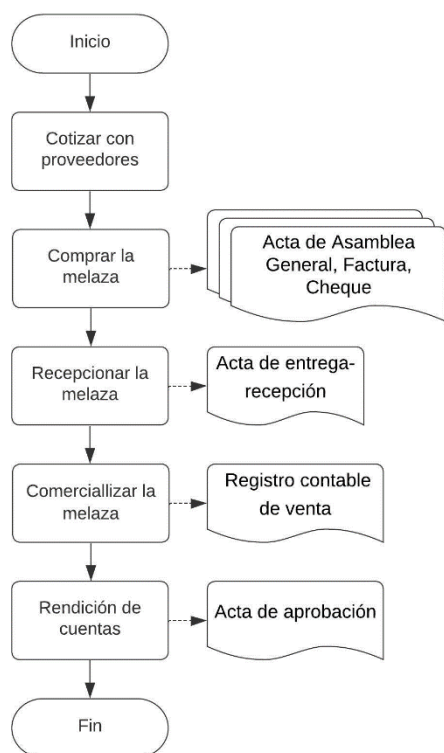 Inicio
Cotizar con
proveedores
Comprar la
melaza
Acta de Asamblea
General, Factura,
Cheque
Recepcionar la
melaza
Acta de entrega-
recepción
Comerciallizar la
melaza
Registro contable
de venta
Rendición de
cuentas
Acta de aprobación
Fin